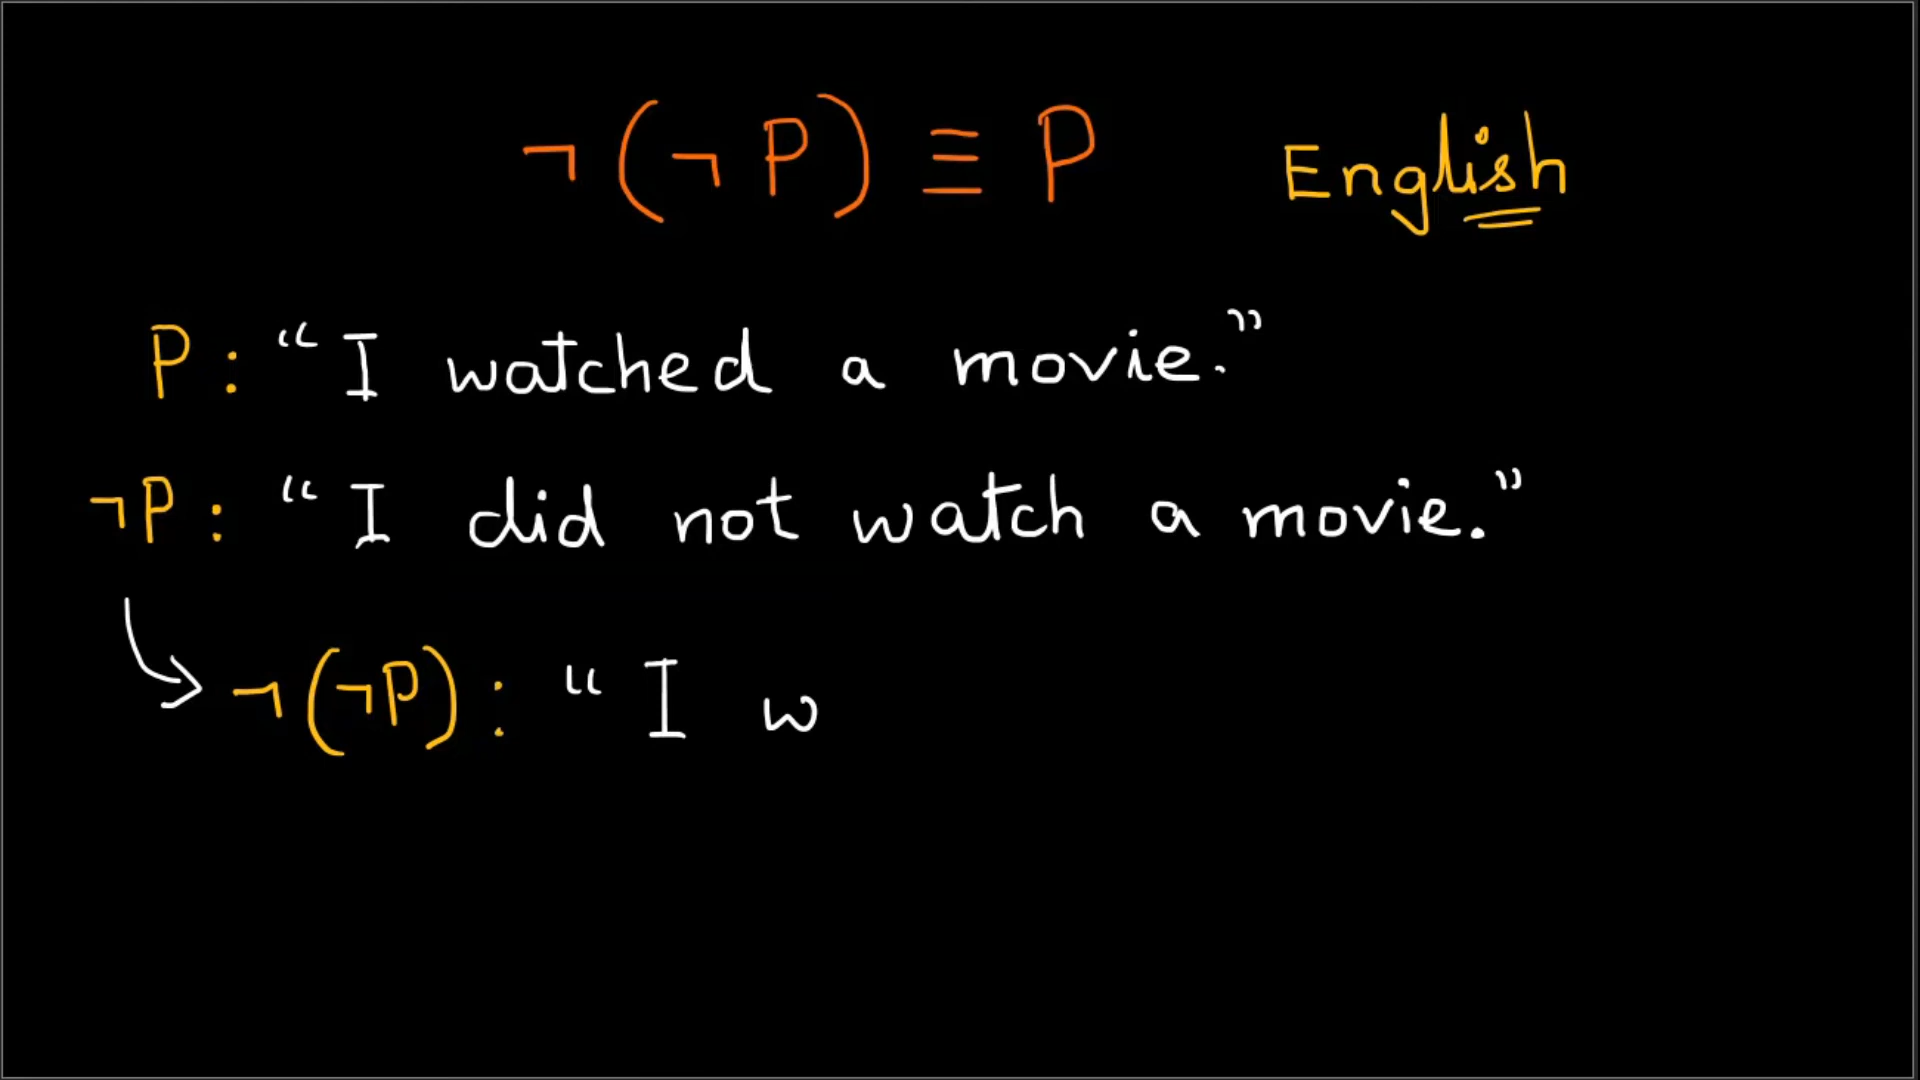 ¬(¬P) ≡ P English
P: “I watched a movie.”
¬P: “I did not watch a movie.”
¬(¬P): “I w